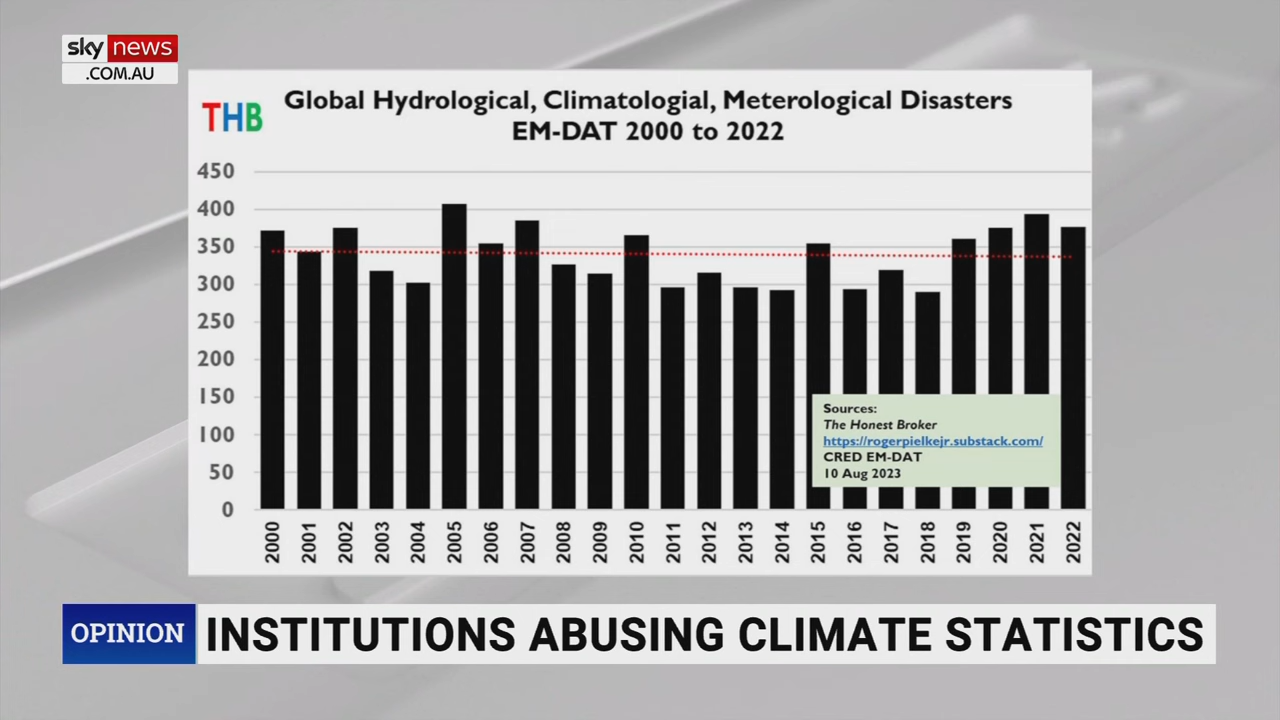 sky news
.COM.AU
THB
Global Hydrological, Climatologial, Meterological Disasters
EM-DAT 2000 to 2022
450
400
350
300
250
200
150
100
50
0
Sources:
The Honest Broker
https://rogerpielkejr.substack.com/
CRED EM-DAT
10 Aug 2023
2000 2001 2002 2003 2004 2005 2006 2007 2008 2009 2010 2011 2012 2013 2014 2015 2016 2017 2018 2019 2020 2021 2022
OPINION INSTITUTIONS ABUSING CLIMATE STATISTICS